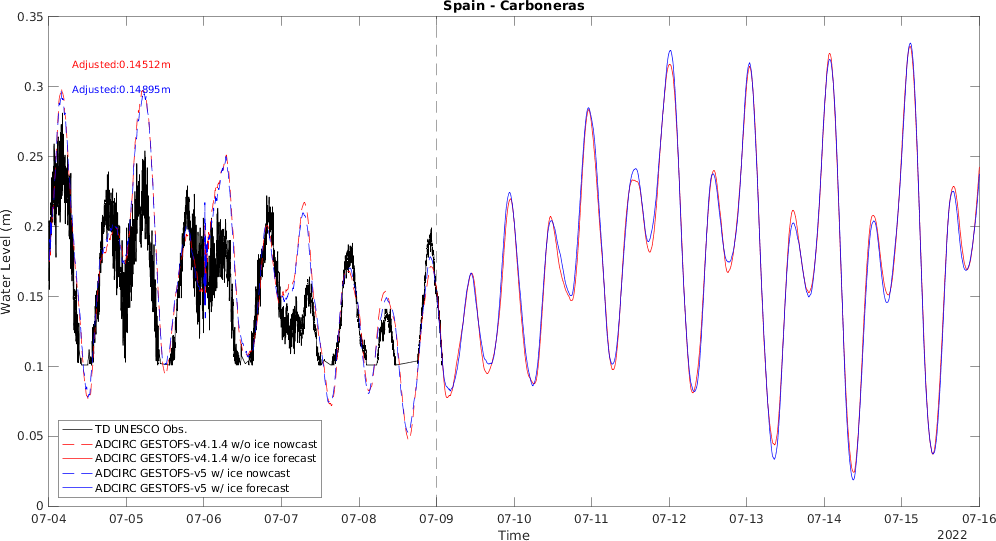 Spain - Carboneras
0.35
0.3
0.25
0.2
0.15
0.1
0.05
0
Water Level (m)
Adjusted:0.14512m
Adjusted:0.14895m
TD UNESCO Obs.
ADCIRC GESTOFS-v4.1.4 w/o ice nowcast
ADCIRC GESTOFS-v4.1.4 w/o ice forecast
ADCIRC GESTOFS-v5 w/ ice nowcast
ADCIRC GESTOFS-v5 w/ ice forecast
07-04 07-05 07-06 07-07 07-08 07-09 07-10 07-11 07-12 07-13 07-14 07-15 07-16
Time
2022